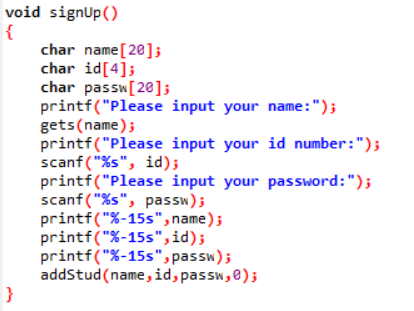 void signUp()
{
    char name[20];
    char id[4];
    char passw[20];
    printf("Please input your name:");
    gets(name);
    printf("Please input your id number:");
    scanf("%s", id);
    printf("Please input your password:");
    scanf("%s", passw);
    printf("%-15s",name);
    printf("%-15s",id);
    printf("%-15s",passw);
    addStud(name,id,passw,0);
}